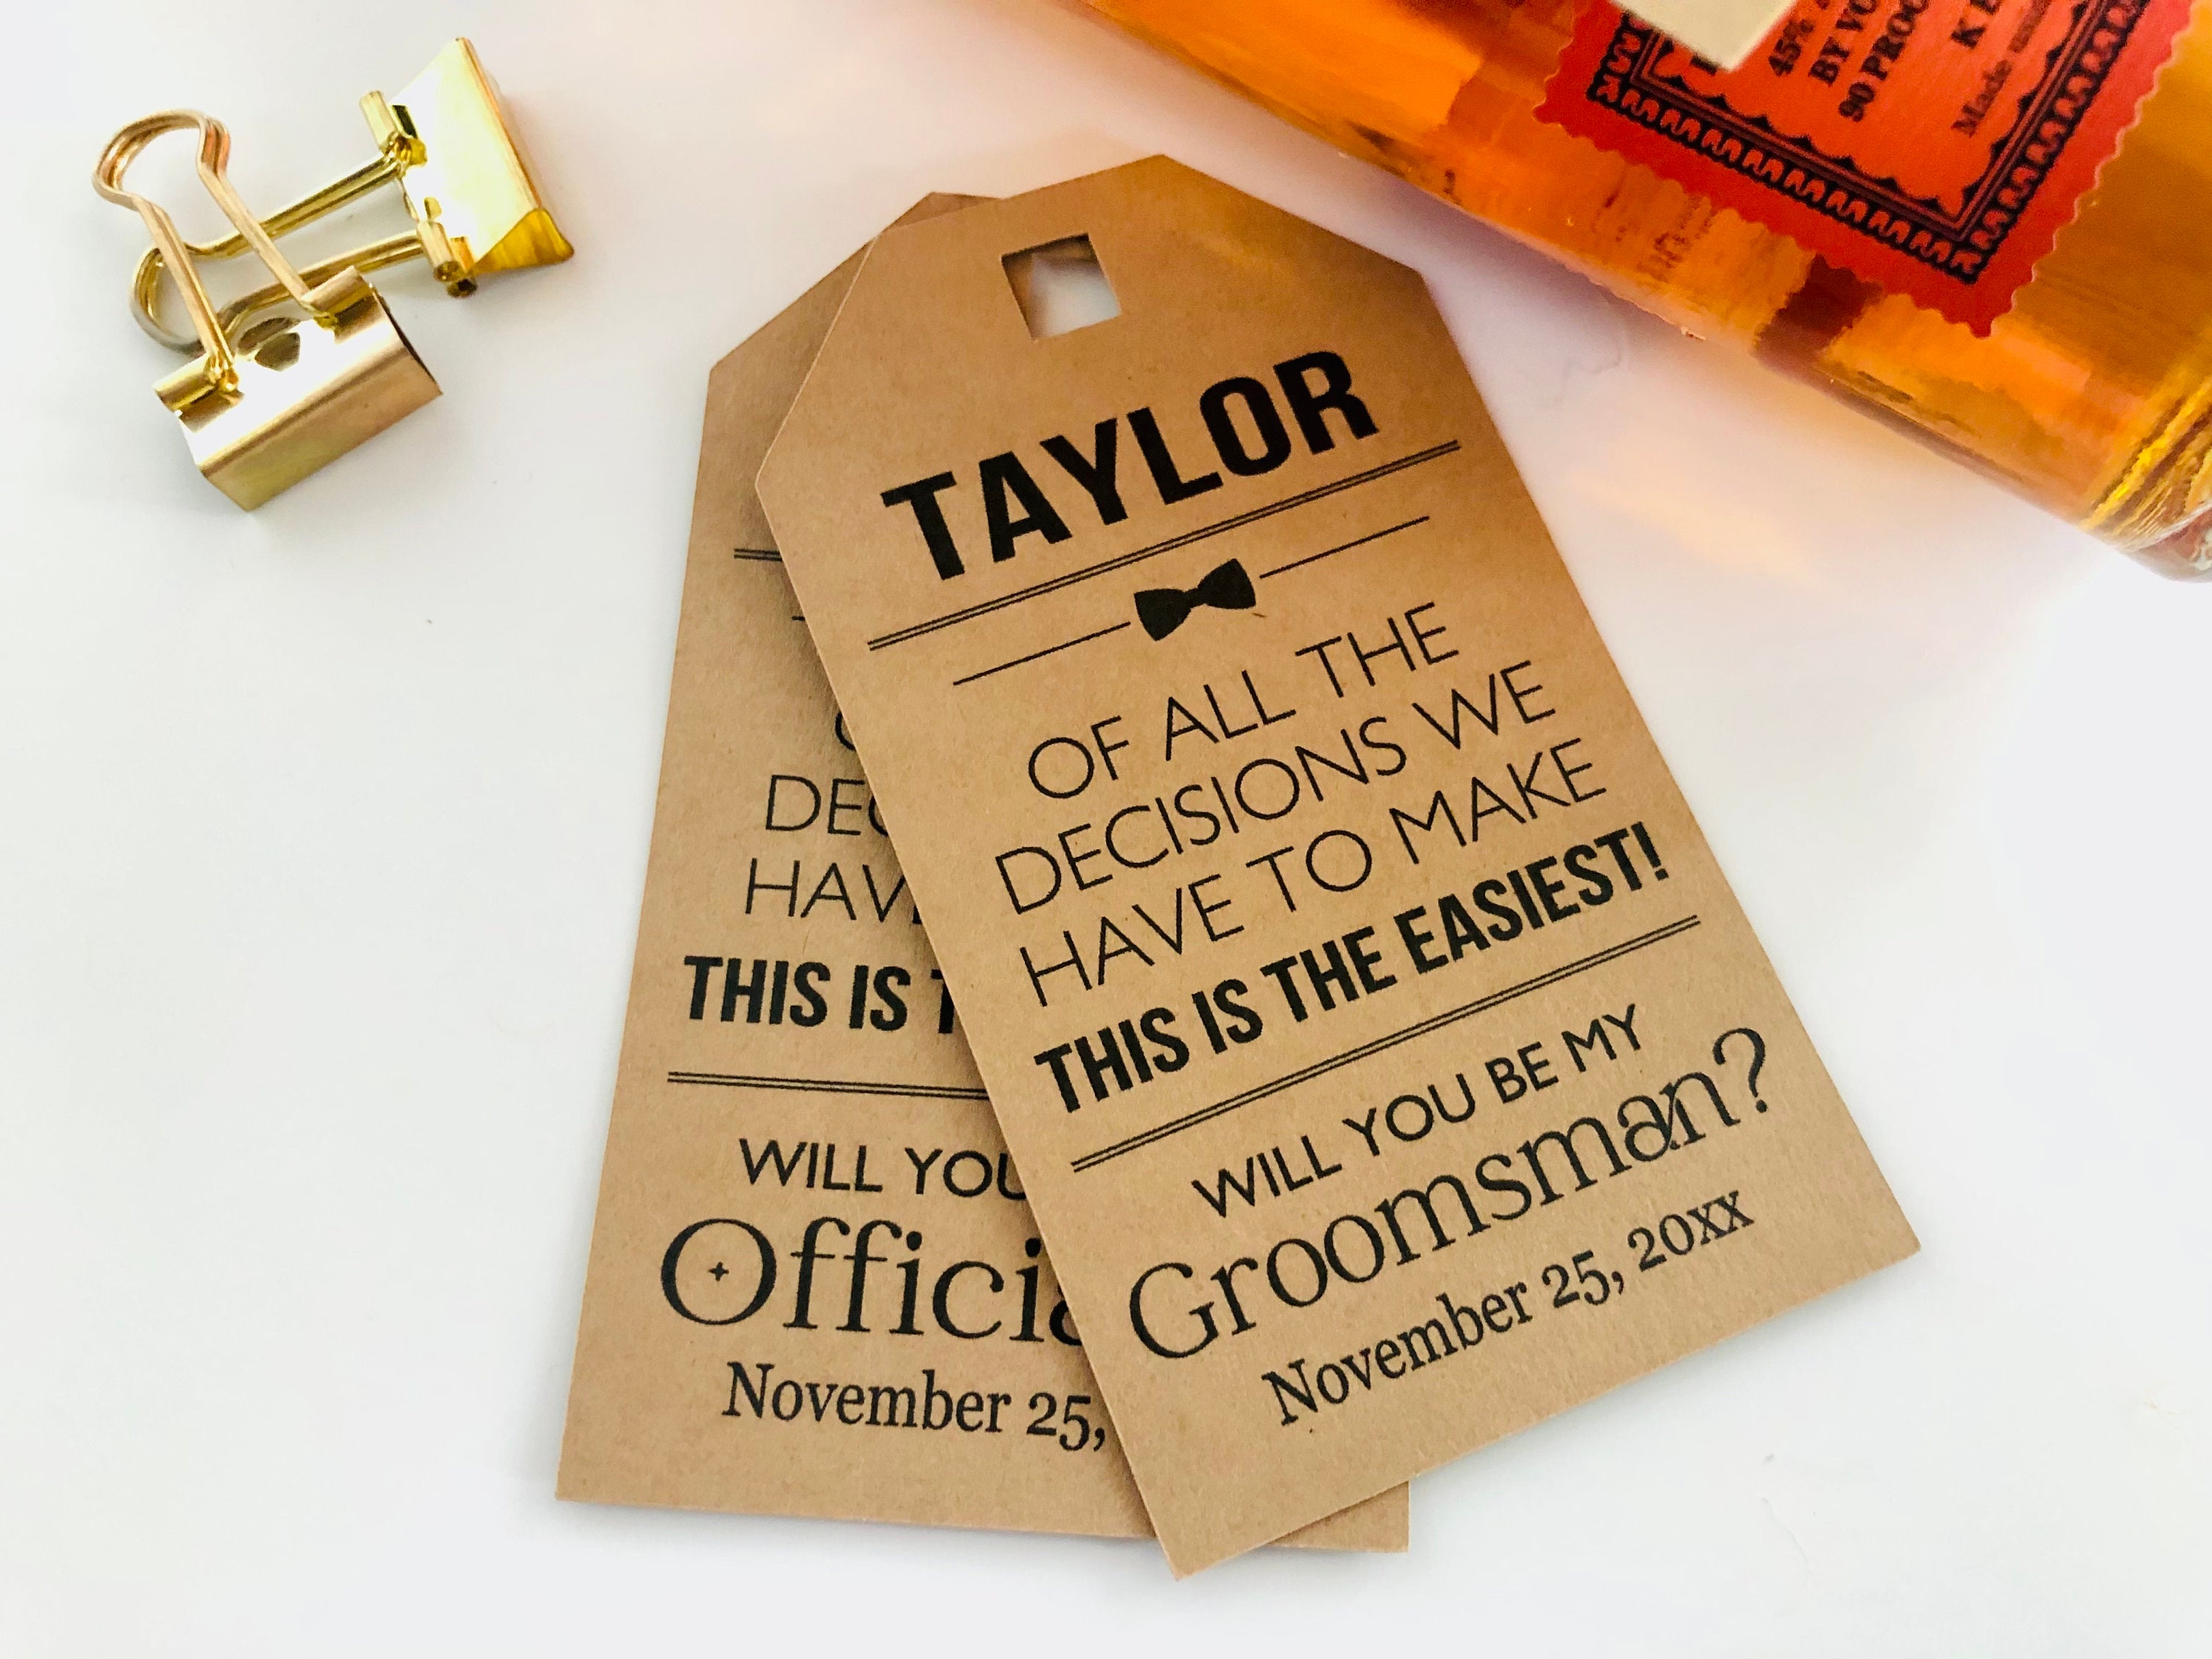 TAYLOR
OF ALL THE
DECISIONS WE
HAVE TO MAKE
THIS IS THE EASIEST!
WILL YOU BE MY
Groomsman?
November 25, 20xx
HAV
THIS IS
WILL YOU
Officia
November 25,
45%
BY VO
90 PROO
Made